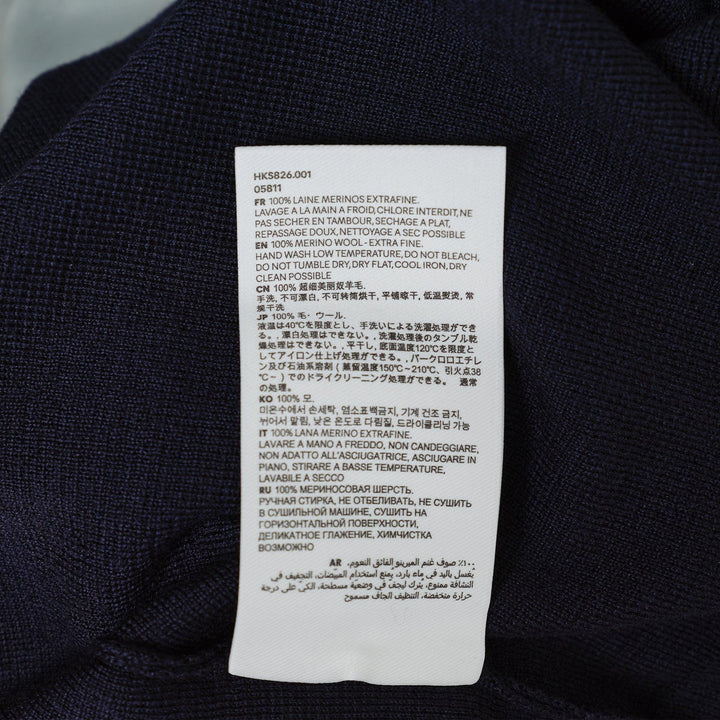 HKS826.001
05811
FR 100% LAINE MERINOS EXTRAFINE.
LAVAGE A LA MAIN A FROID, CHLORE INTERDIT, NE
PAS SECHER EN TAMBOUR, SECHAGE A PLAT,
REPASSAGE DOUX, NETTOYAGE A SEC POSSIBLE
EN 100% MERINO WOOL - EXTRA FINE.
HAND WASH LOW TEMPERATURE, DO NOT BLEACH,
DO NOT TUMBLE DRY, DRY FLAT, COOL IRON, DRY
CLEAN POSSIBLE
CN 100% 超细美丽奴羊毛.
手洗, 不可漂白, 不可转筒烘干, 平铺晾干, 低温熨烫, 常
规干洗
JP 100% 毛・ウール.
液温は40℃を限度とし、手洗いによる洗濯処理ができ
る。, 漂白処理はできない。, 洗濯処理後のタンブル乾
燥処理はできない。, 平干し, 底面温度120℃を限度と
してアイロン仕上げ処理ができる。, パークロロエチレ
ン及び石油系溶剤(蒸留温度150℃~210℃、引火点38
℃~)でのドライクリーニング処理ができる。 通常
の処理。
KO 100% 모.
미온수에서 손세탁, 염소표 백금지, 기계 건조 금지,
뉘어서 말림, 낮은 온도로 다림질, 드라이클리닝 가능
IT 100% LANA MERINO EXTRAFINE.
LAVARE A MANO A FREDDO, NON CANDEGGIARE,
NON ADATTO ALL'ASCIUGATRICE, ASCIUGARE IN
PIANO, STIRARE A BASSE TEMPERATURE,
LAVABILE A SECCO
RU 100% МЕРИНОСОВАЯ ШЕРСТЬ.
РУЧНАЯ СТИРКА, НЕ ОТБЕЛИВАТЬ, НЕ СУШИТЬ
В СУШИЛЬНОЙ МАШИНЕ, СУШИТЬ НА
ГОРИЗОНТАЛЬНОЙ ПОВЕРХНОСТИ,
ДЕЛИКАТНОЕ ГЛАЖЕНИЕ, ХИМЧИСТКА
ВОЗМОЖНО
AR .١٠٠٪ صوف غنم الميرينو الفائق النعوم
يُغسل باليد في ماء بارد، يُمنع استخدام المبيّضات، التجفيف في
النشافة ممنوع، يُترك ليجف في وضعية مسطحة، الكيّ على درجة
حرارة منخفضة، التنظيف الجاف مسموح